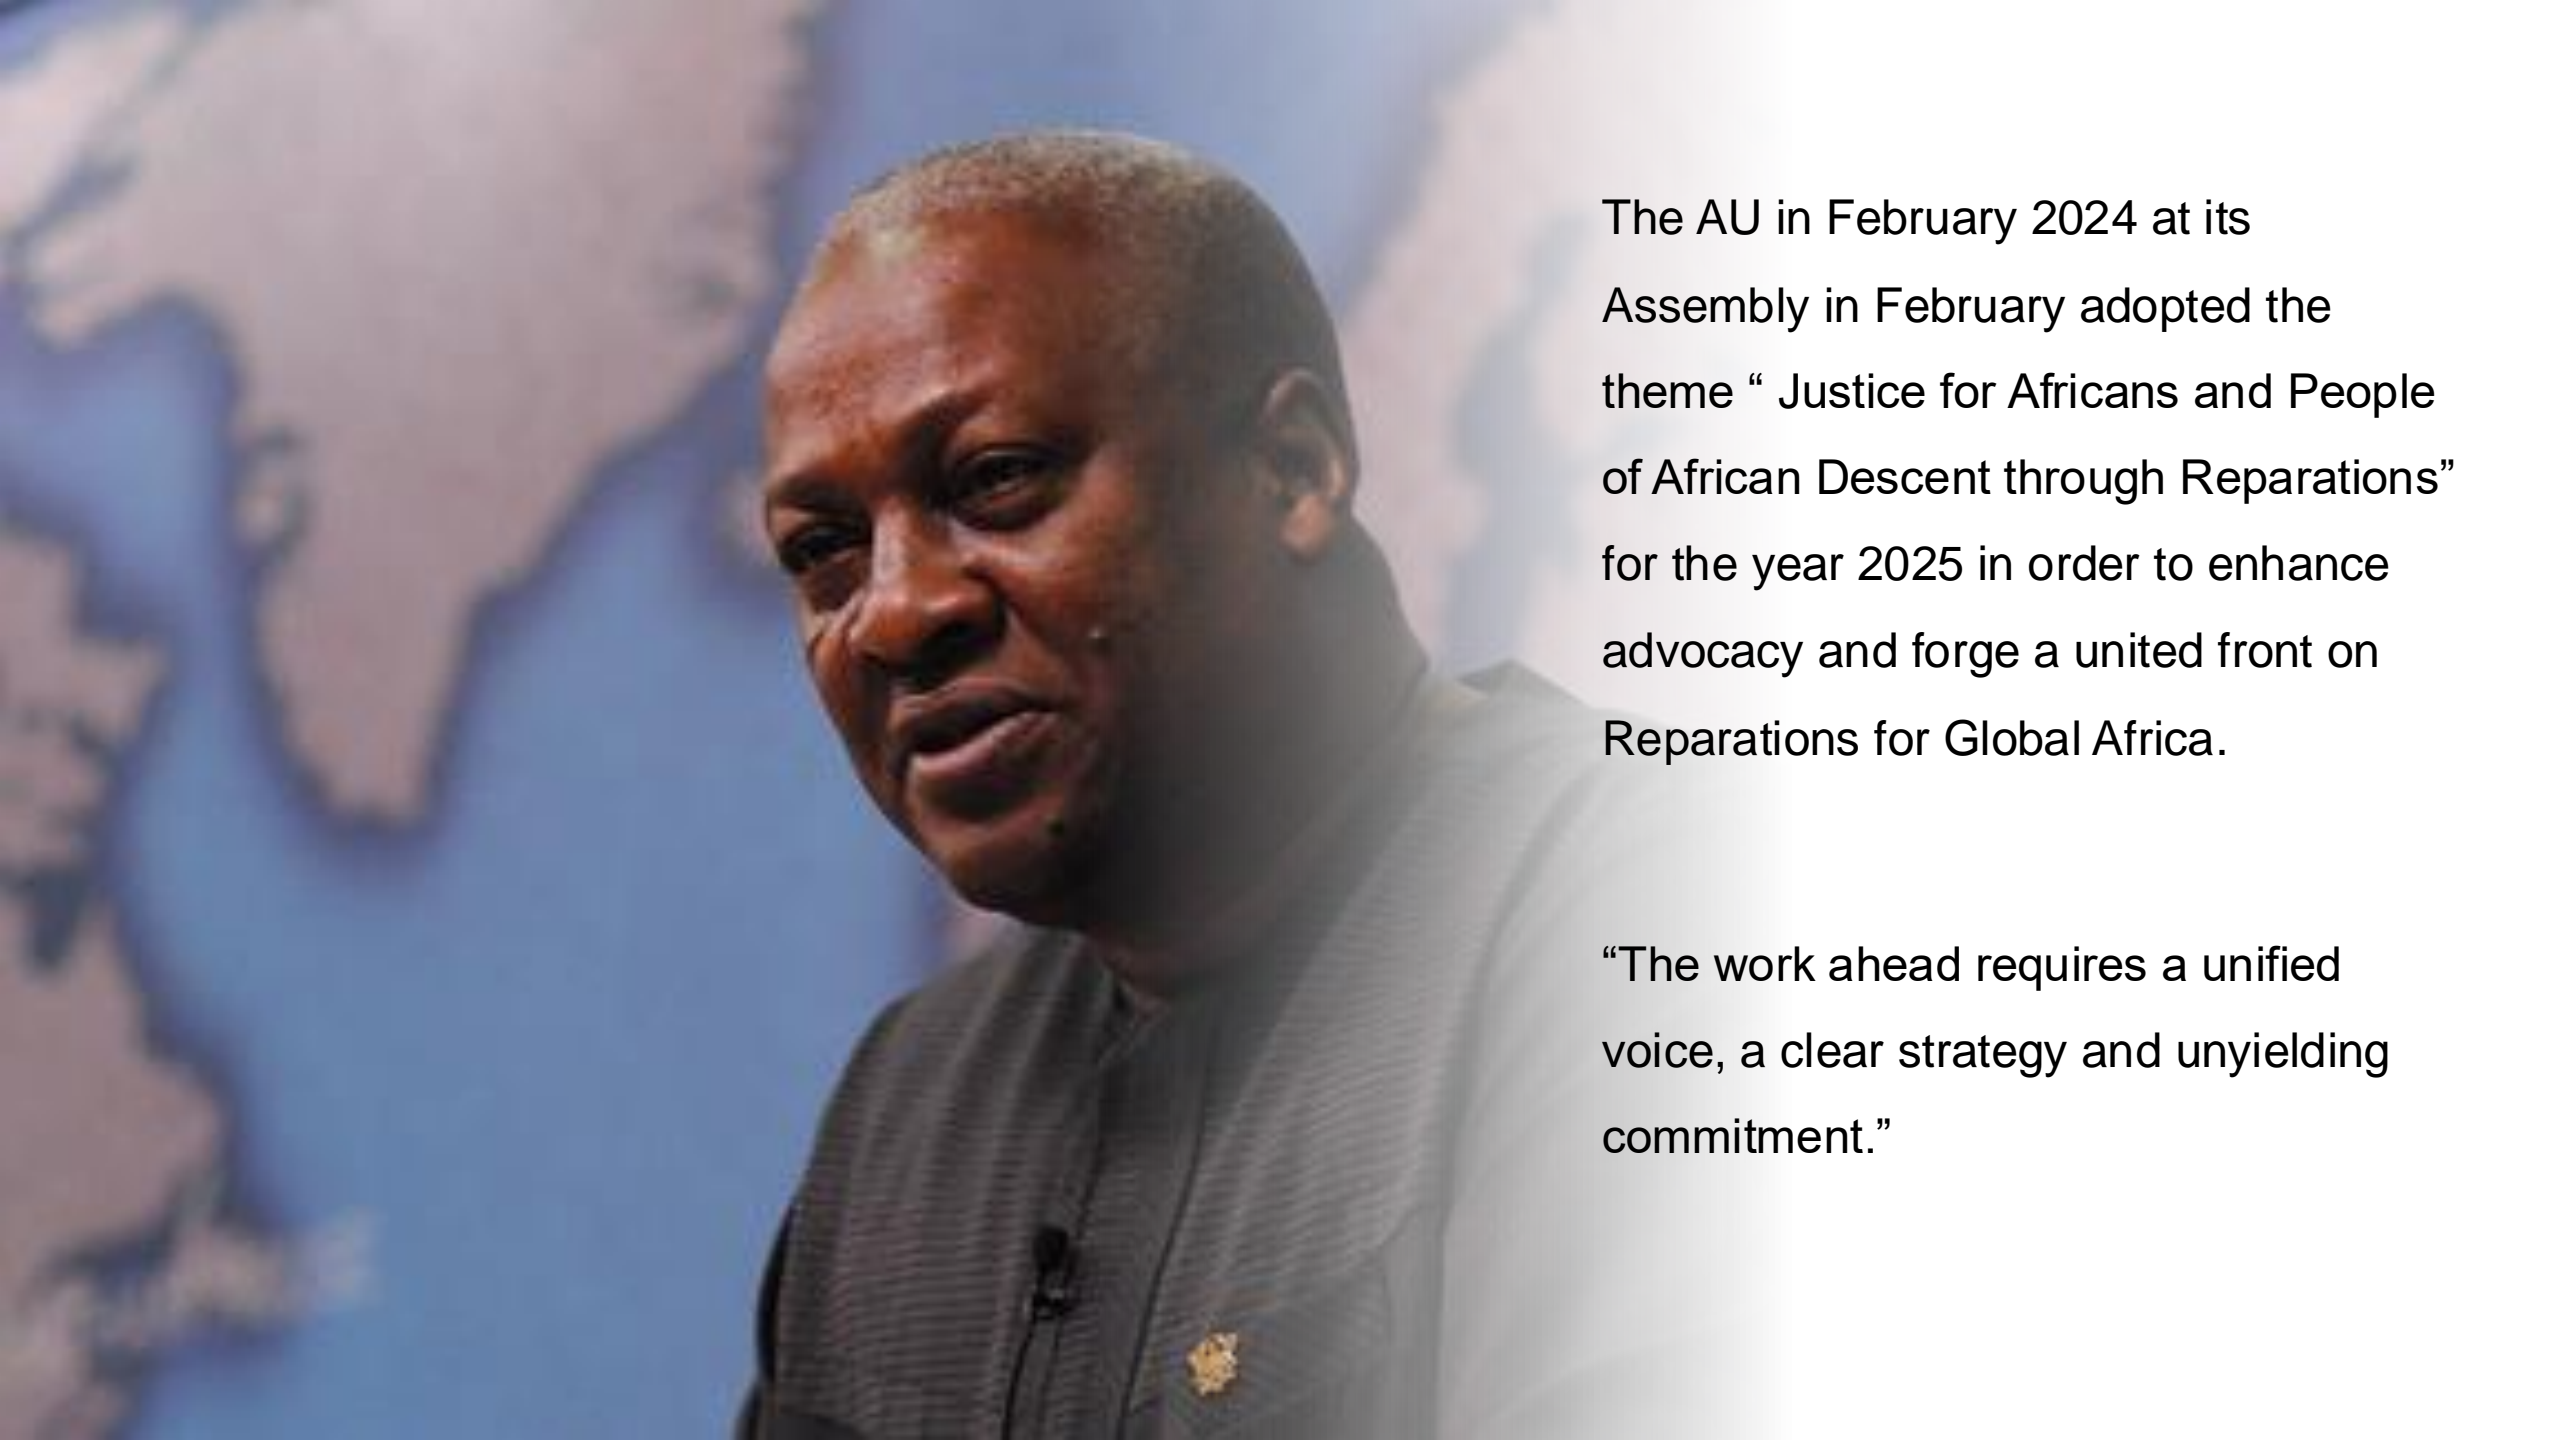 The AU in February 2024 at its
Assembly in February adopted the
theme “ Justice for Africans and People
of African Descent through Reparations”
for the year 2025 in order to enhance
advocacy and forge a united front on
Reparations for Global Africa.
“The work ahead requires a unified
voice, a clear strategy and unyielding
commitment.”